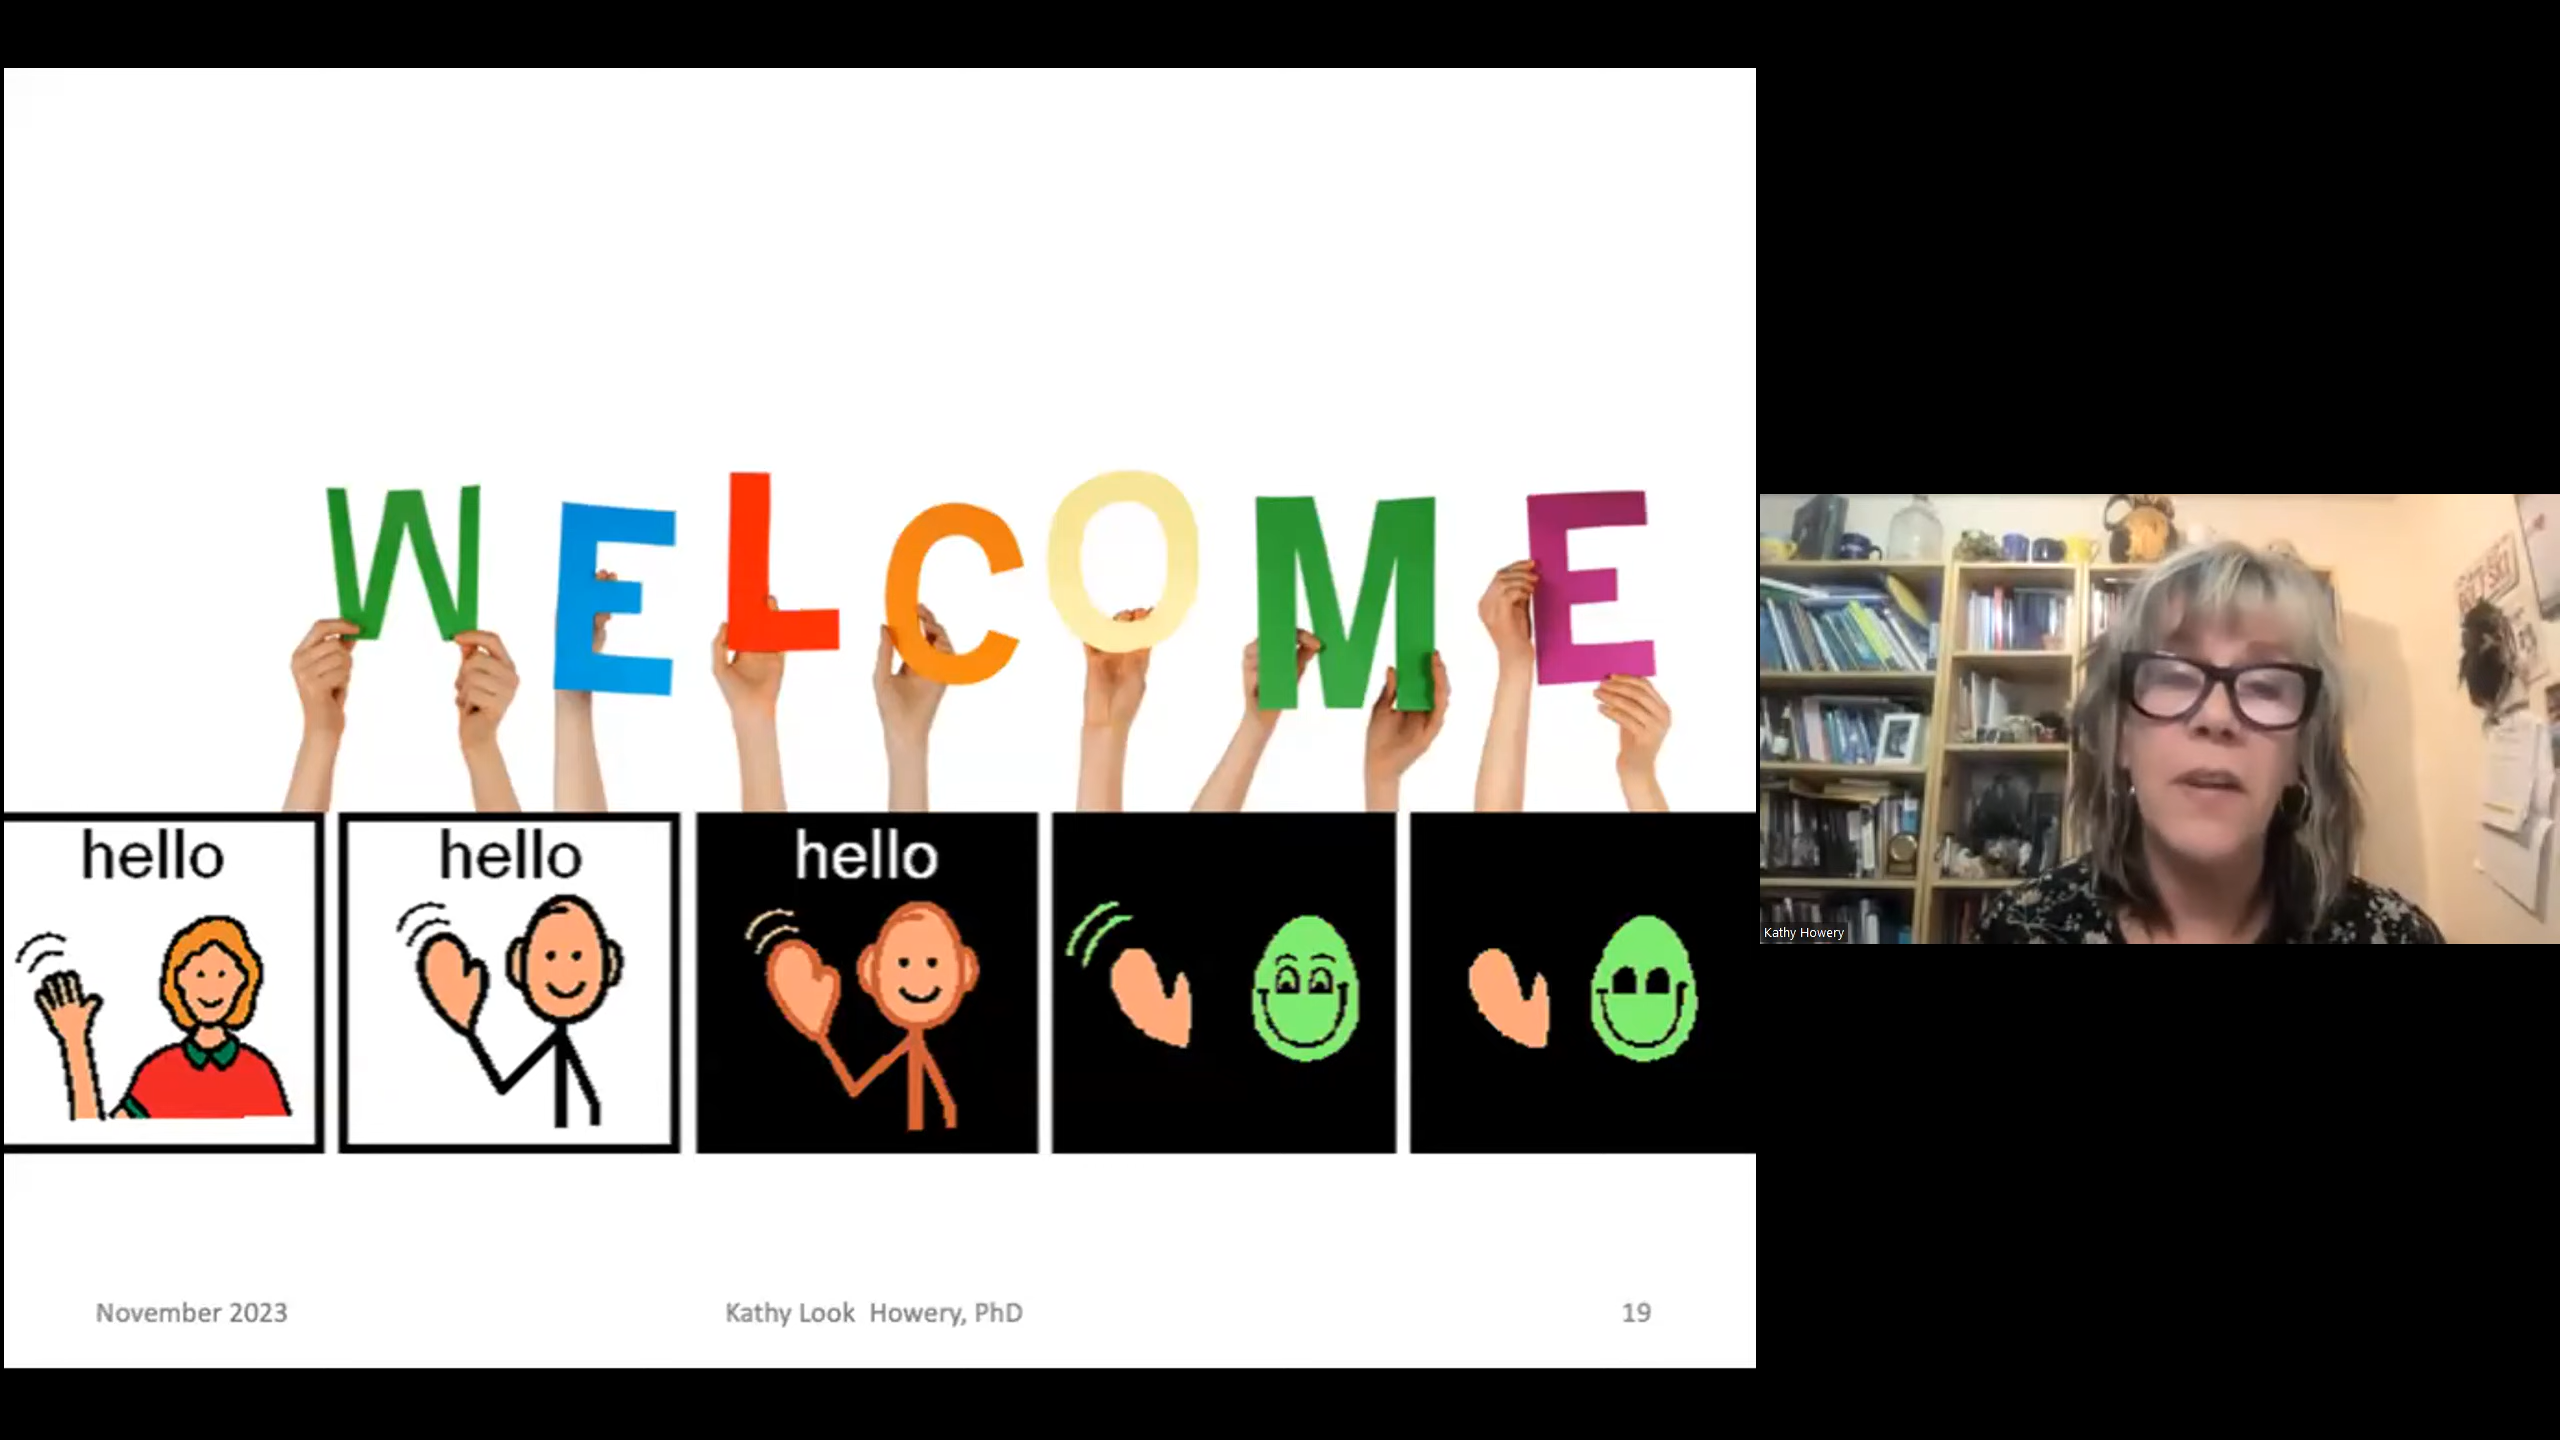 WELCOME
hello
hello
hello
November 2023
Kathy Look Howery, PhD
19
Kathy Howery